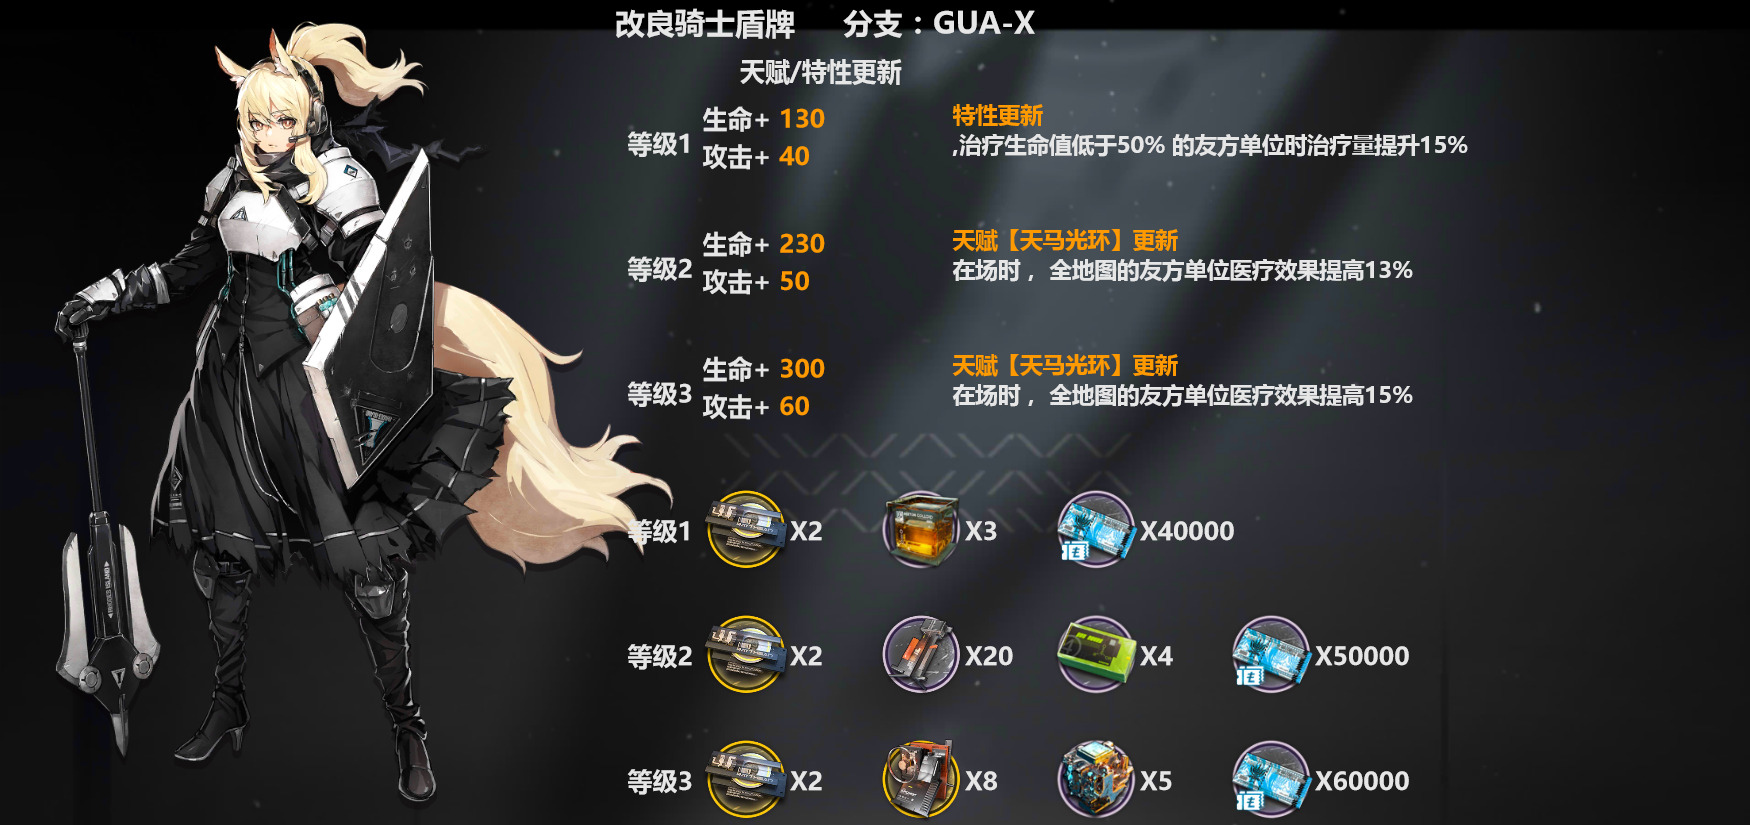 改良骑士盾牌 分支：GUA-X
天赋/特性更新
等级1
生命+ 130
攻击+ 40
特性更新
,治疗生命值低于50% 的友方单位时治疗量提升15%
等级2
生命+ 230
攻击+ 50
天赋【天马光环】更新
在场时， 全地图的友方单位医疗效果提高13%
等级3
生命+ 300
攻击+ 60
天赋【天马光环】更新
在场时， 全地图的友方单位医疗效果提高15%
等级1 X2 X3 X40000
等级2 X2 X20 X4 X50000
等级3 X2 X8 X5 X60000
RHODES ISLAND